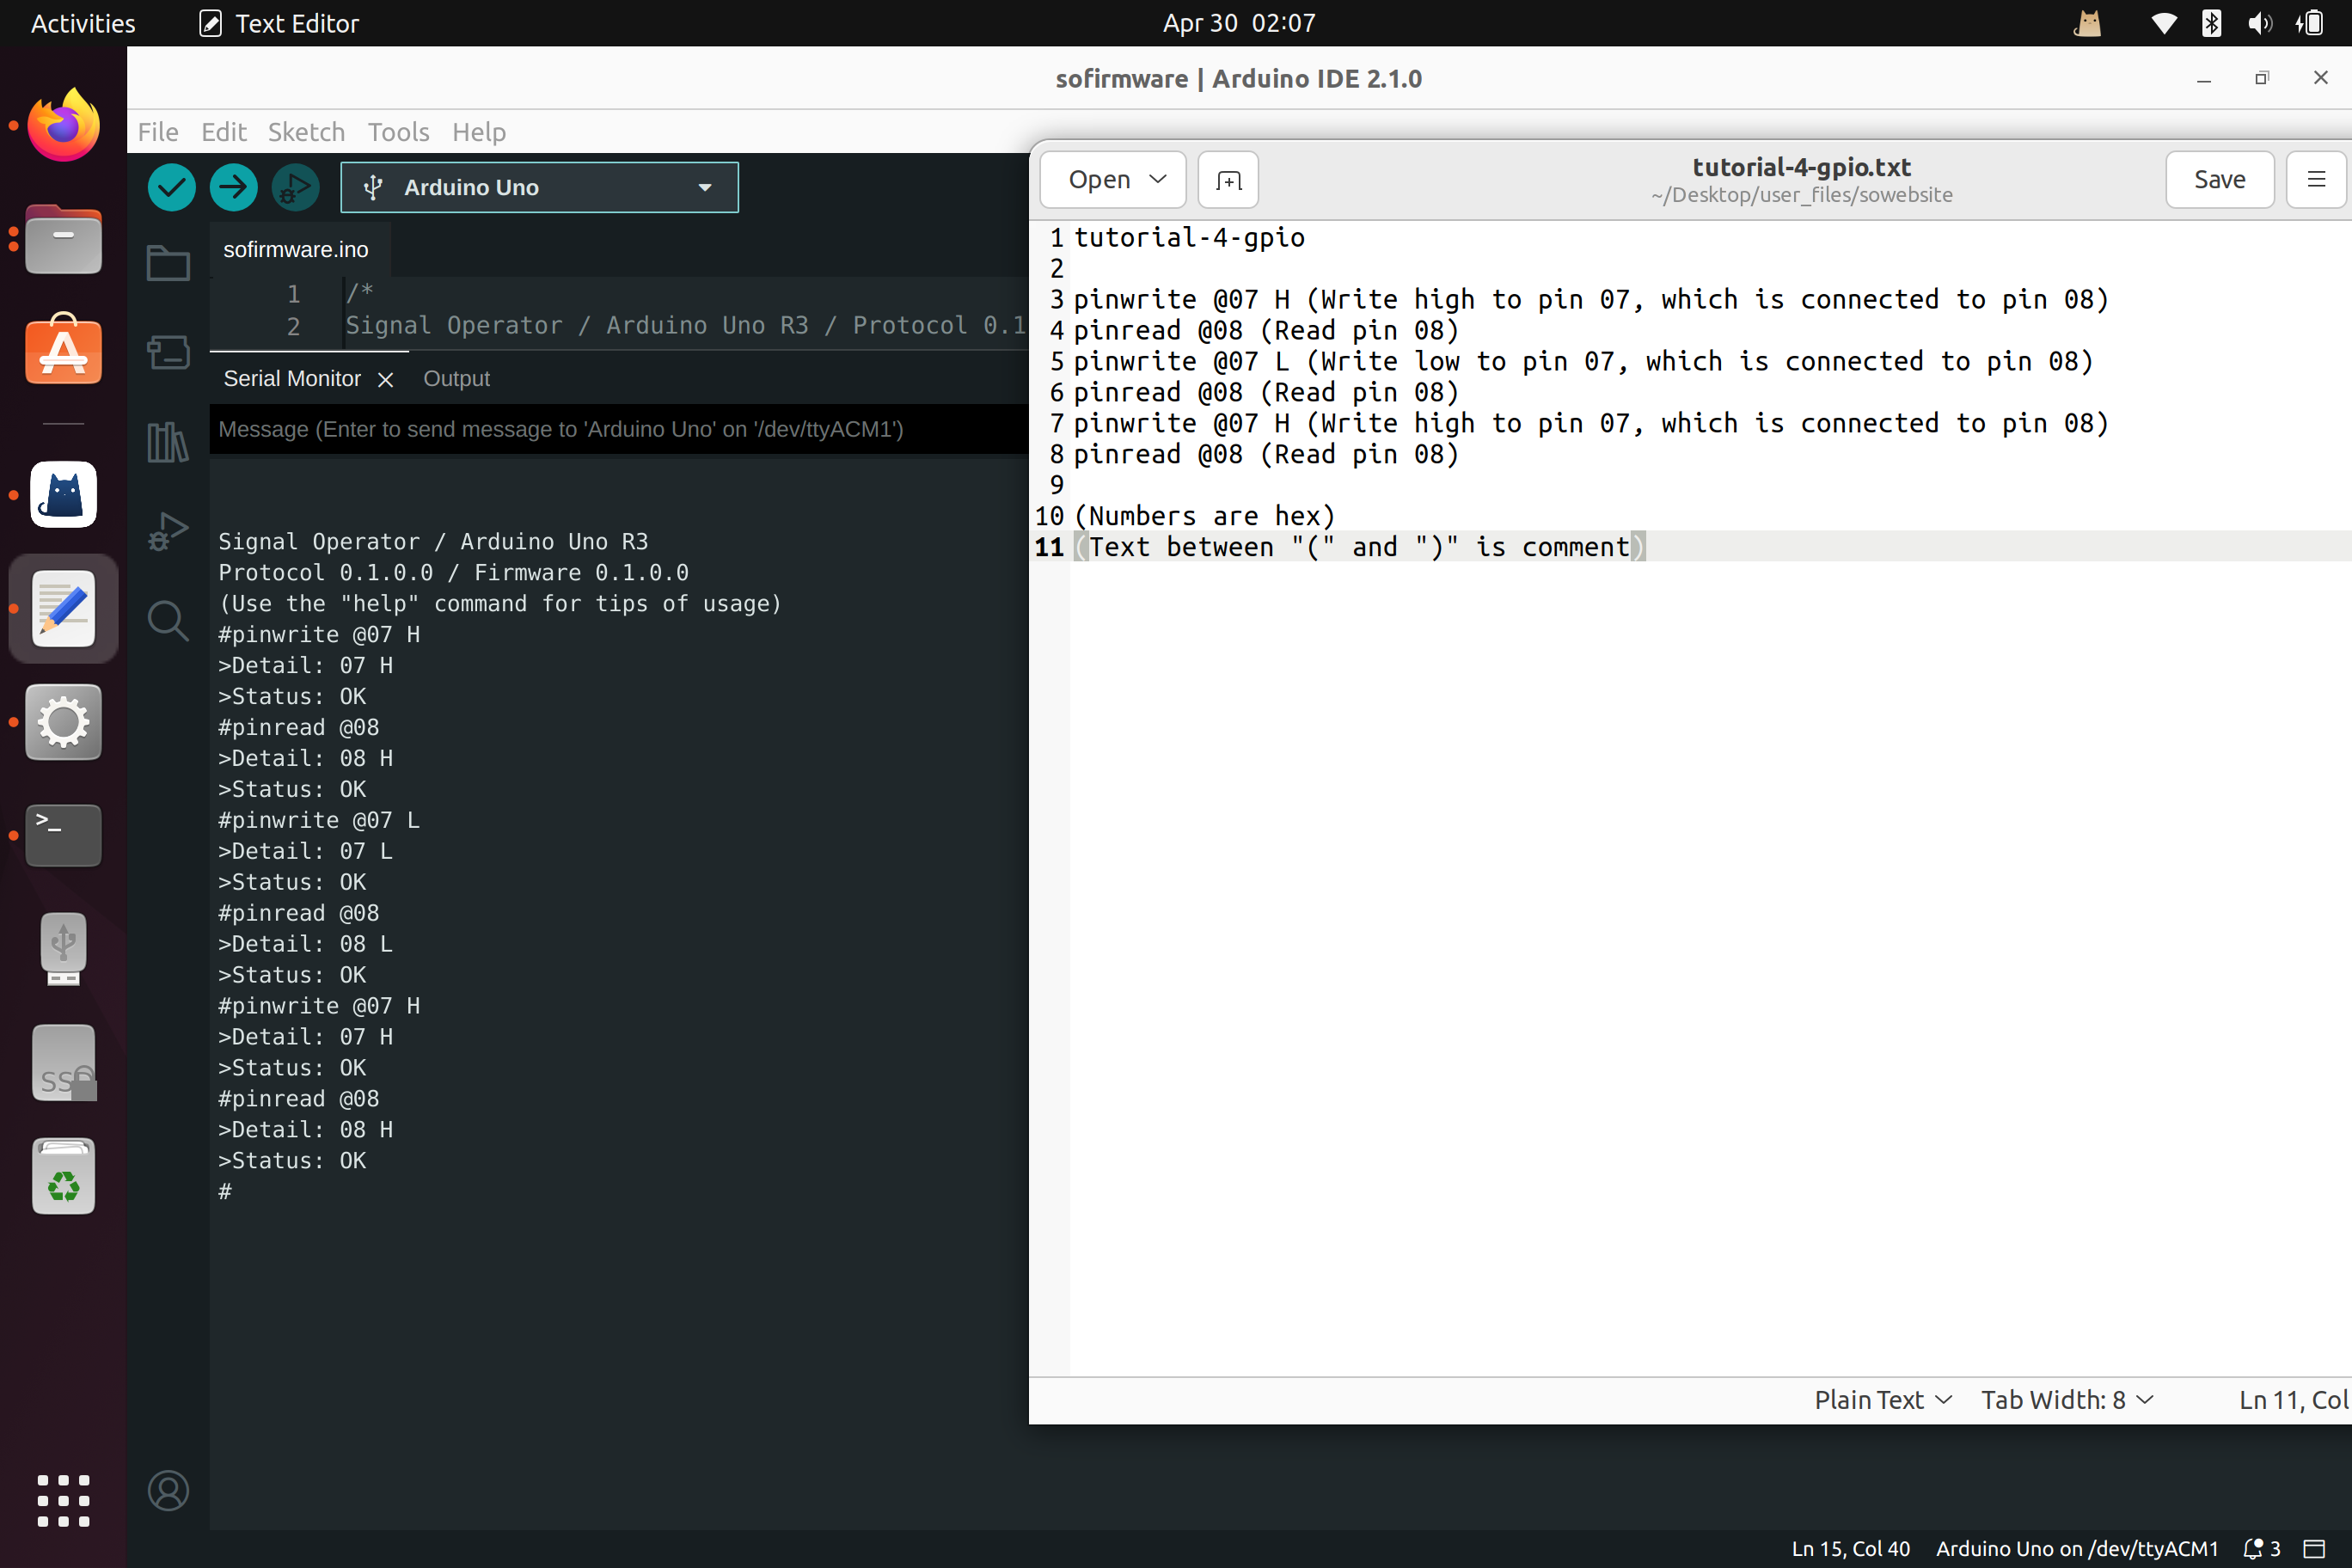 Activities
Text Editor
Apr 30 02:07
sofirmware | Arduino IDE 2.1.0
File Edit Sketch Tools Help
Arduino Uno
sofirmware.ino
1 /*
2 Signal Operator / Arduino Uno R3 / Protocol 0.1
Serial Monitor
Output
Message (Enter to send message to 'Arduino Uno' on '/dev/ttyACM1')
Signal Operator / Arduino Uno R3
Protocol 0.1.0.0 / Firmware 0.1.0.0
(Use the "help" command for tips of usage)
#pinwrite @07 H
>Detail: 07 H
>Status: OK
#pinread @08
>Detail: 08 H
>Status: OK
#pinwrite @07 L
>Detail: 07 L
>Status: OK
#pinread @08
>Detail: 08 L
>Status: OK
#pinwrite @07 H
>Detail: 07 H
>Status: OK
#pinread @08
>Detail: 08 H
>Status: OK
#
Open
tutorial-4-gpio.txt
~/Desktop/user_files/sowebsite
Save
1 tutorial-4-gpio
2
3 pinwrite @07 H (Write high to pin 07, which is connected to pin 08)
4 pinread @08 (Read pin 08)
5 pinwrite @07 L (Write low to pin 07, which is connected to pin 08)
6 pinread @08 (Read pin 08)
7 pinwrite @07 H (Write high to pin 07, which is connected to pin 08)
8 pinread @08 (Read pin 08)
9
10 (Numbers are hex)
11 (Text between "(" and ")" is comment)
Plain Text
Tab Width: 8
Ln 11, Col
>_
SSD
Ln 15, Col 40
Arduino Uno on /dev/ttyACM1
3